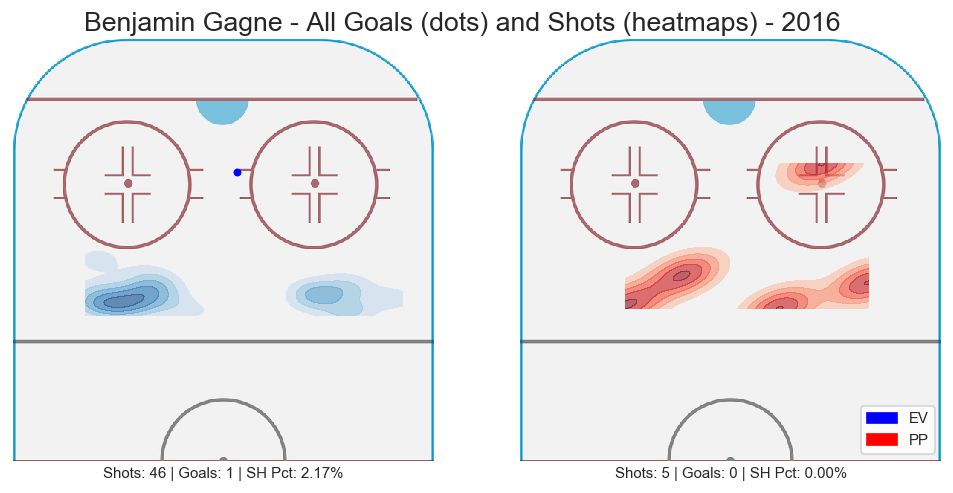 Benjamin Gagne - All Goals (dots) and Shots (heatmaps) - 2016
EV
PP
Shots: 46 | Goals: 1 | SH Pct: 2.17%
Shots: 5 | Goals: 0 | SH Pct: 0.00%